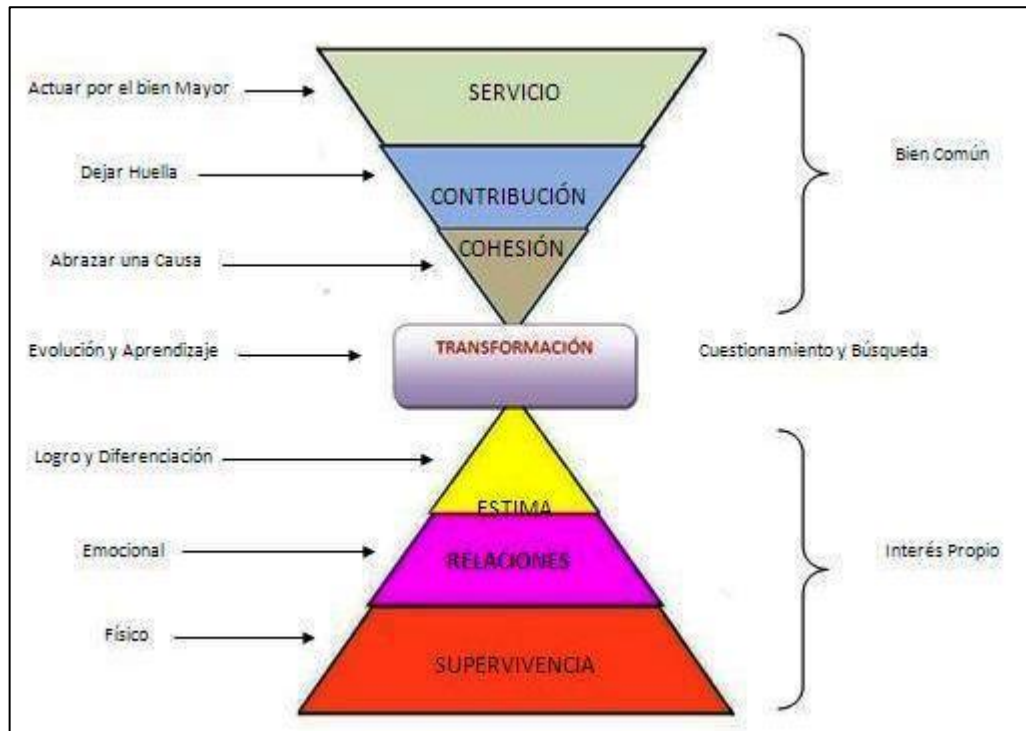 Actuar por el bien Mayor
SERVICIO
Bien Común
Dejar Huella
CONTRIBUCIÓN
Abrazar una Causa
COHESIÓN
Evolución y Aprendizaje
TRANSFORMACIÓN
Cuestionamiento y Búsqueda
Logro y Diferenciación
ESTIMA
Emocional
RELACIONES
Interés Propio
Físico
SUPERVIVENCIA